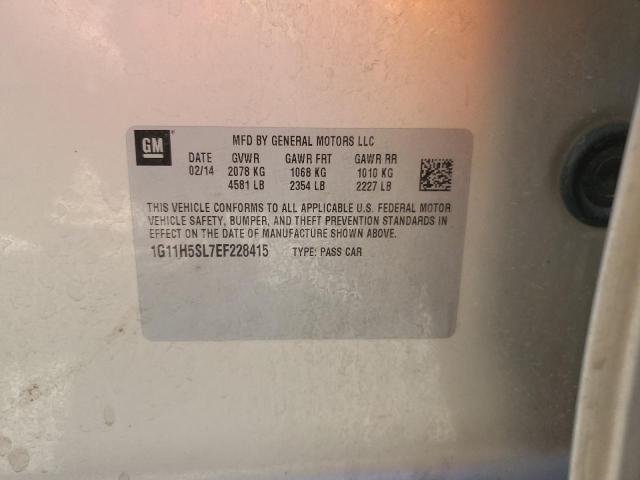 GM ® MFD BY GENERAL MOTORS LLC
DATE GVWR GAWR FRT GAWR RR
02/14 2078 KG 1068 KG 1010 KG
4581 LB 2354 LB 2227 LB
THIS VEHICLE CONFORMS TO ALL APPLICABLE U.S. FEDERAL MOTOR
VEHICLE SAFETY, BUMPER, AND THEFT PREVENTION STANDARDS IN
EFFECT ON THE DATE OF MANUFACTURE SHOWN ABOVE.
1G11H5SL7EF228415 TYPE: PASS CAR